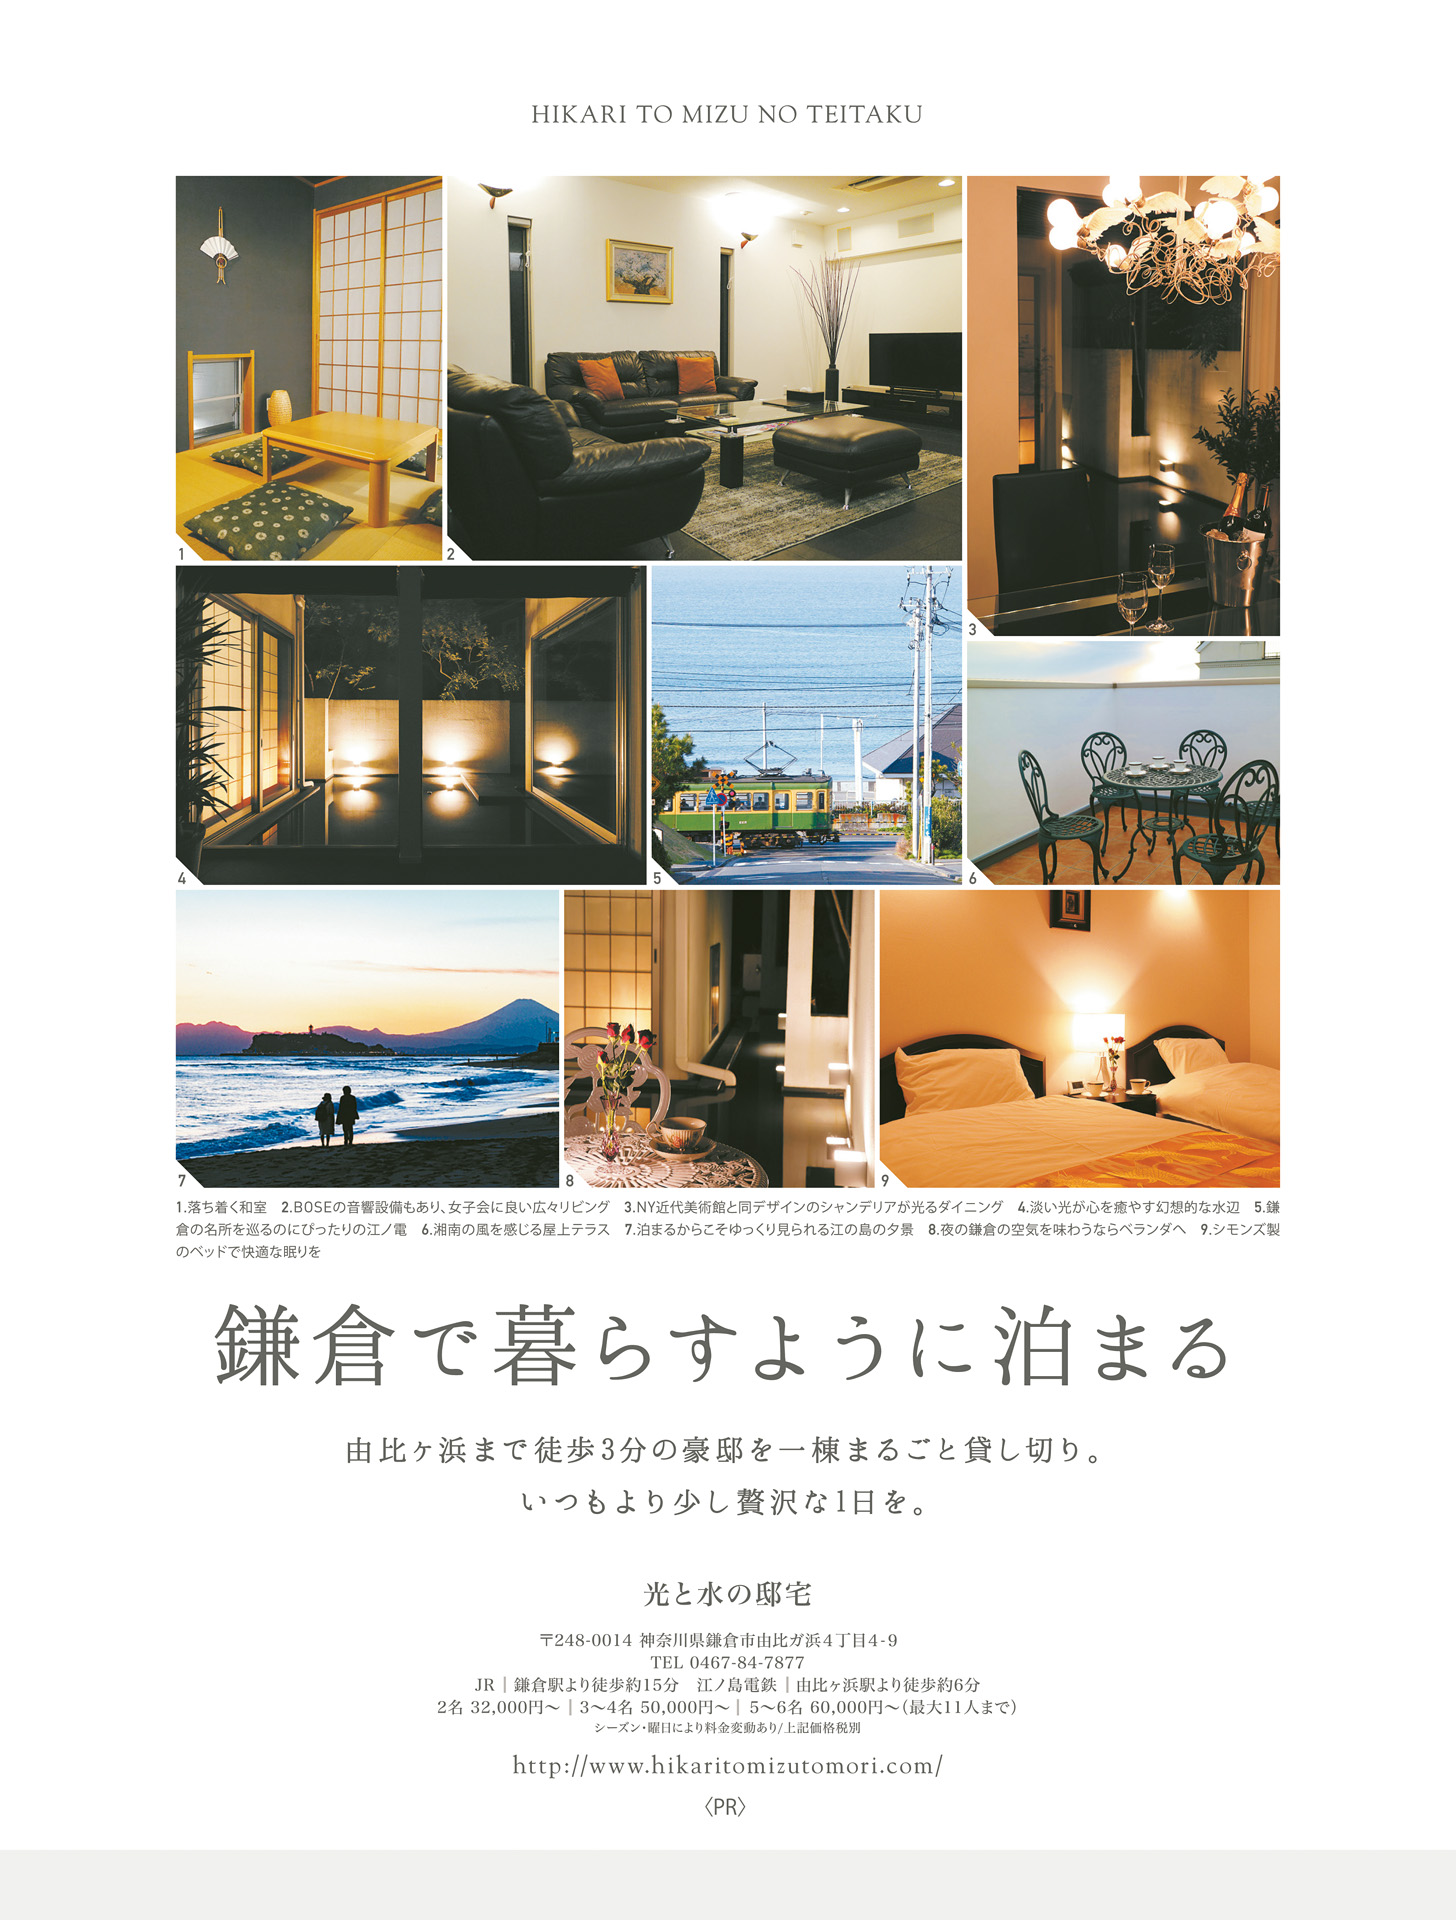 HIKARI TO MIZU NO TEITAKU
1
2
3
4
5
6
7
8
9
1.落ち着く和室　2.BOSEの音響設備もあり、女子会に良い広々リビング　3.NY近代美術館と同デザインのシャンデリアが光るダイニング　4.淡い光が心を癒やす幻想的な水辺　5.鎌
倉の名所を巡るのにぴったりの江ノ電　6.湘南の風を感じる屋上テラス　7.泊まるからこそゆっくり見られる江の島の夕景　8.夜の鎌倉の空気を味わうならベランダへ　9.シモンズ製
のベッドで快適な眠りを
鎌倉で暮らすように泊まる
由比ヶ浜まで徒歩3分の豪邸を一棟まるごと貸し切り。
いつもより少し贅沢な1日を。
光と水の邸宅
〒248-0014 神奈川県鎌倉市由比ガ浜4丁目4-9
TEL 0467-84-7877
JR｜鎌倉駅より徒歩約15分　江ノ島電鉄｜由比ヶ浜駅より徒歩約6分
2名 32,000円〜｜3〜4名 50,000円〜｜5〜6名 60,000円〜（最大11人まで）
シーズン・曜日により料金変動あり/上記価格税別
http://www.hikaritomizutomori.com/
〈PR〉